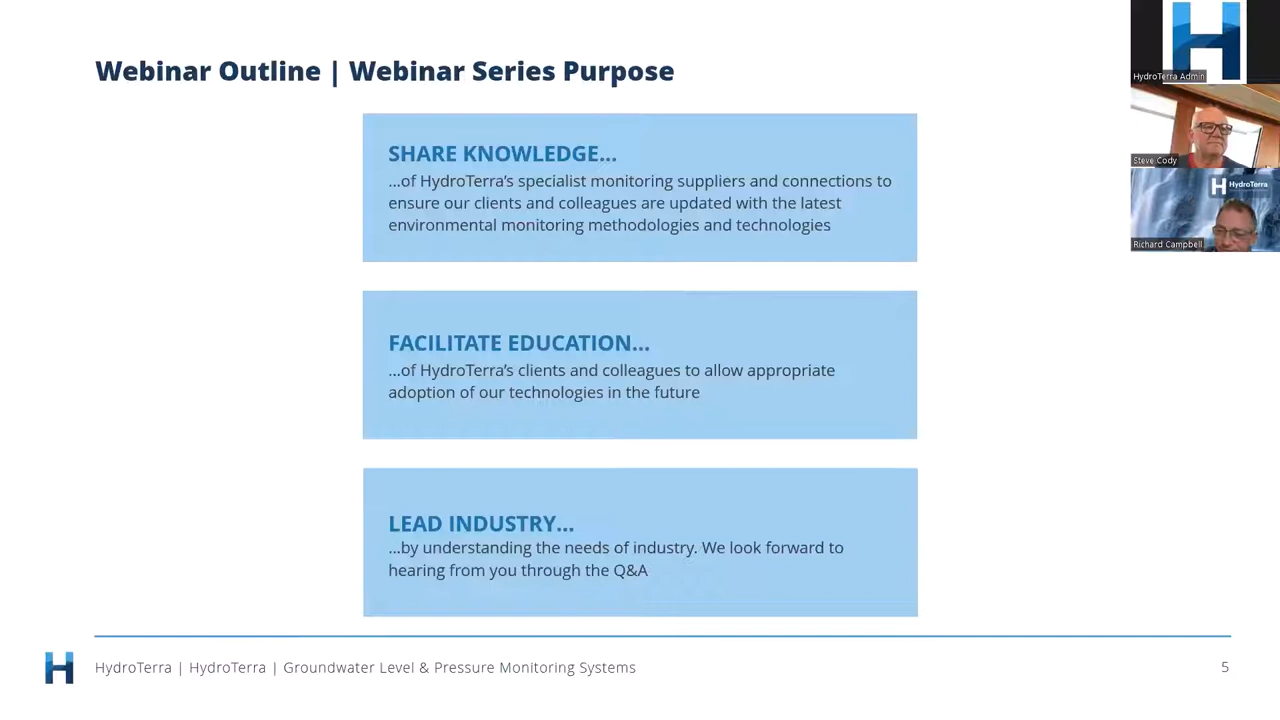 Webinar Outline | Webinar Series Purpose
SHARE KNOWLEDGE...
...of HydroTerra's specialist monitoring suppliers and connections to
ensure our clients and colleagues are updated with the latest
environmental monitoring methodologies and technologies
FACILITATE EDUCATION...
...of HydroTerra's clients and colleagues to allow appropriate
adoption of our technologies in the future
LEAD INDUSTRY...
...by understanding the needs of industry. We look forward to
hearing from you through the Q&A
HydroTerra | HydroTerra | Groundwater Level & Pressure Monitoring Systems
5
HydroTerra Admin
Steve Cody
HydroTerra
Richard Campbell